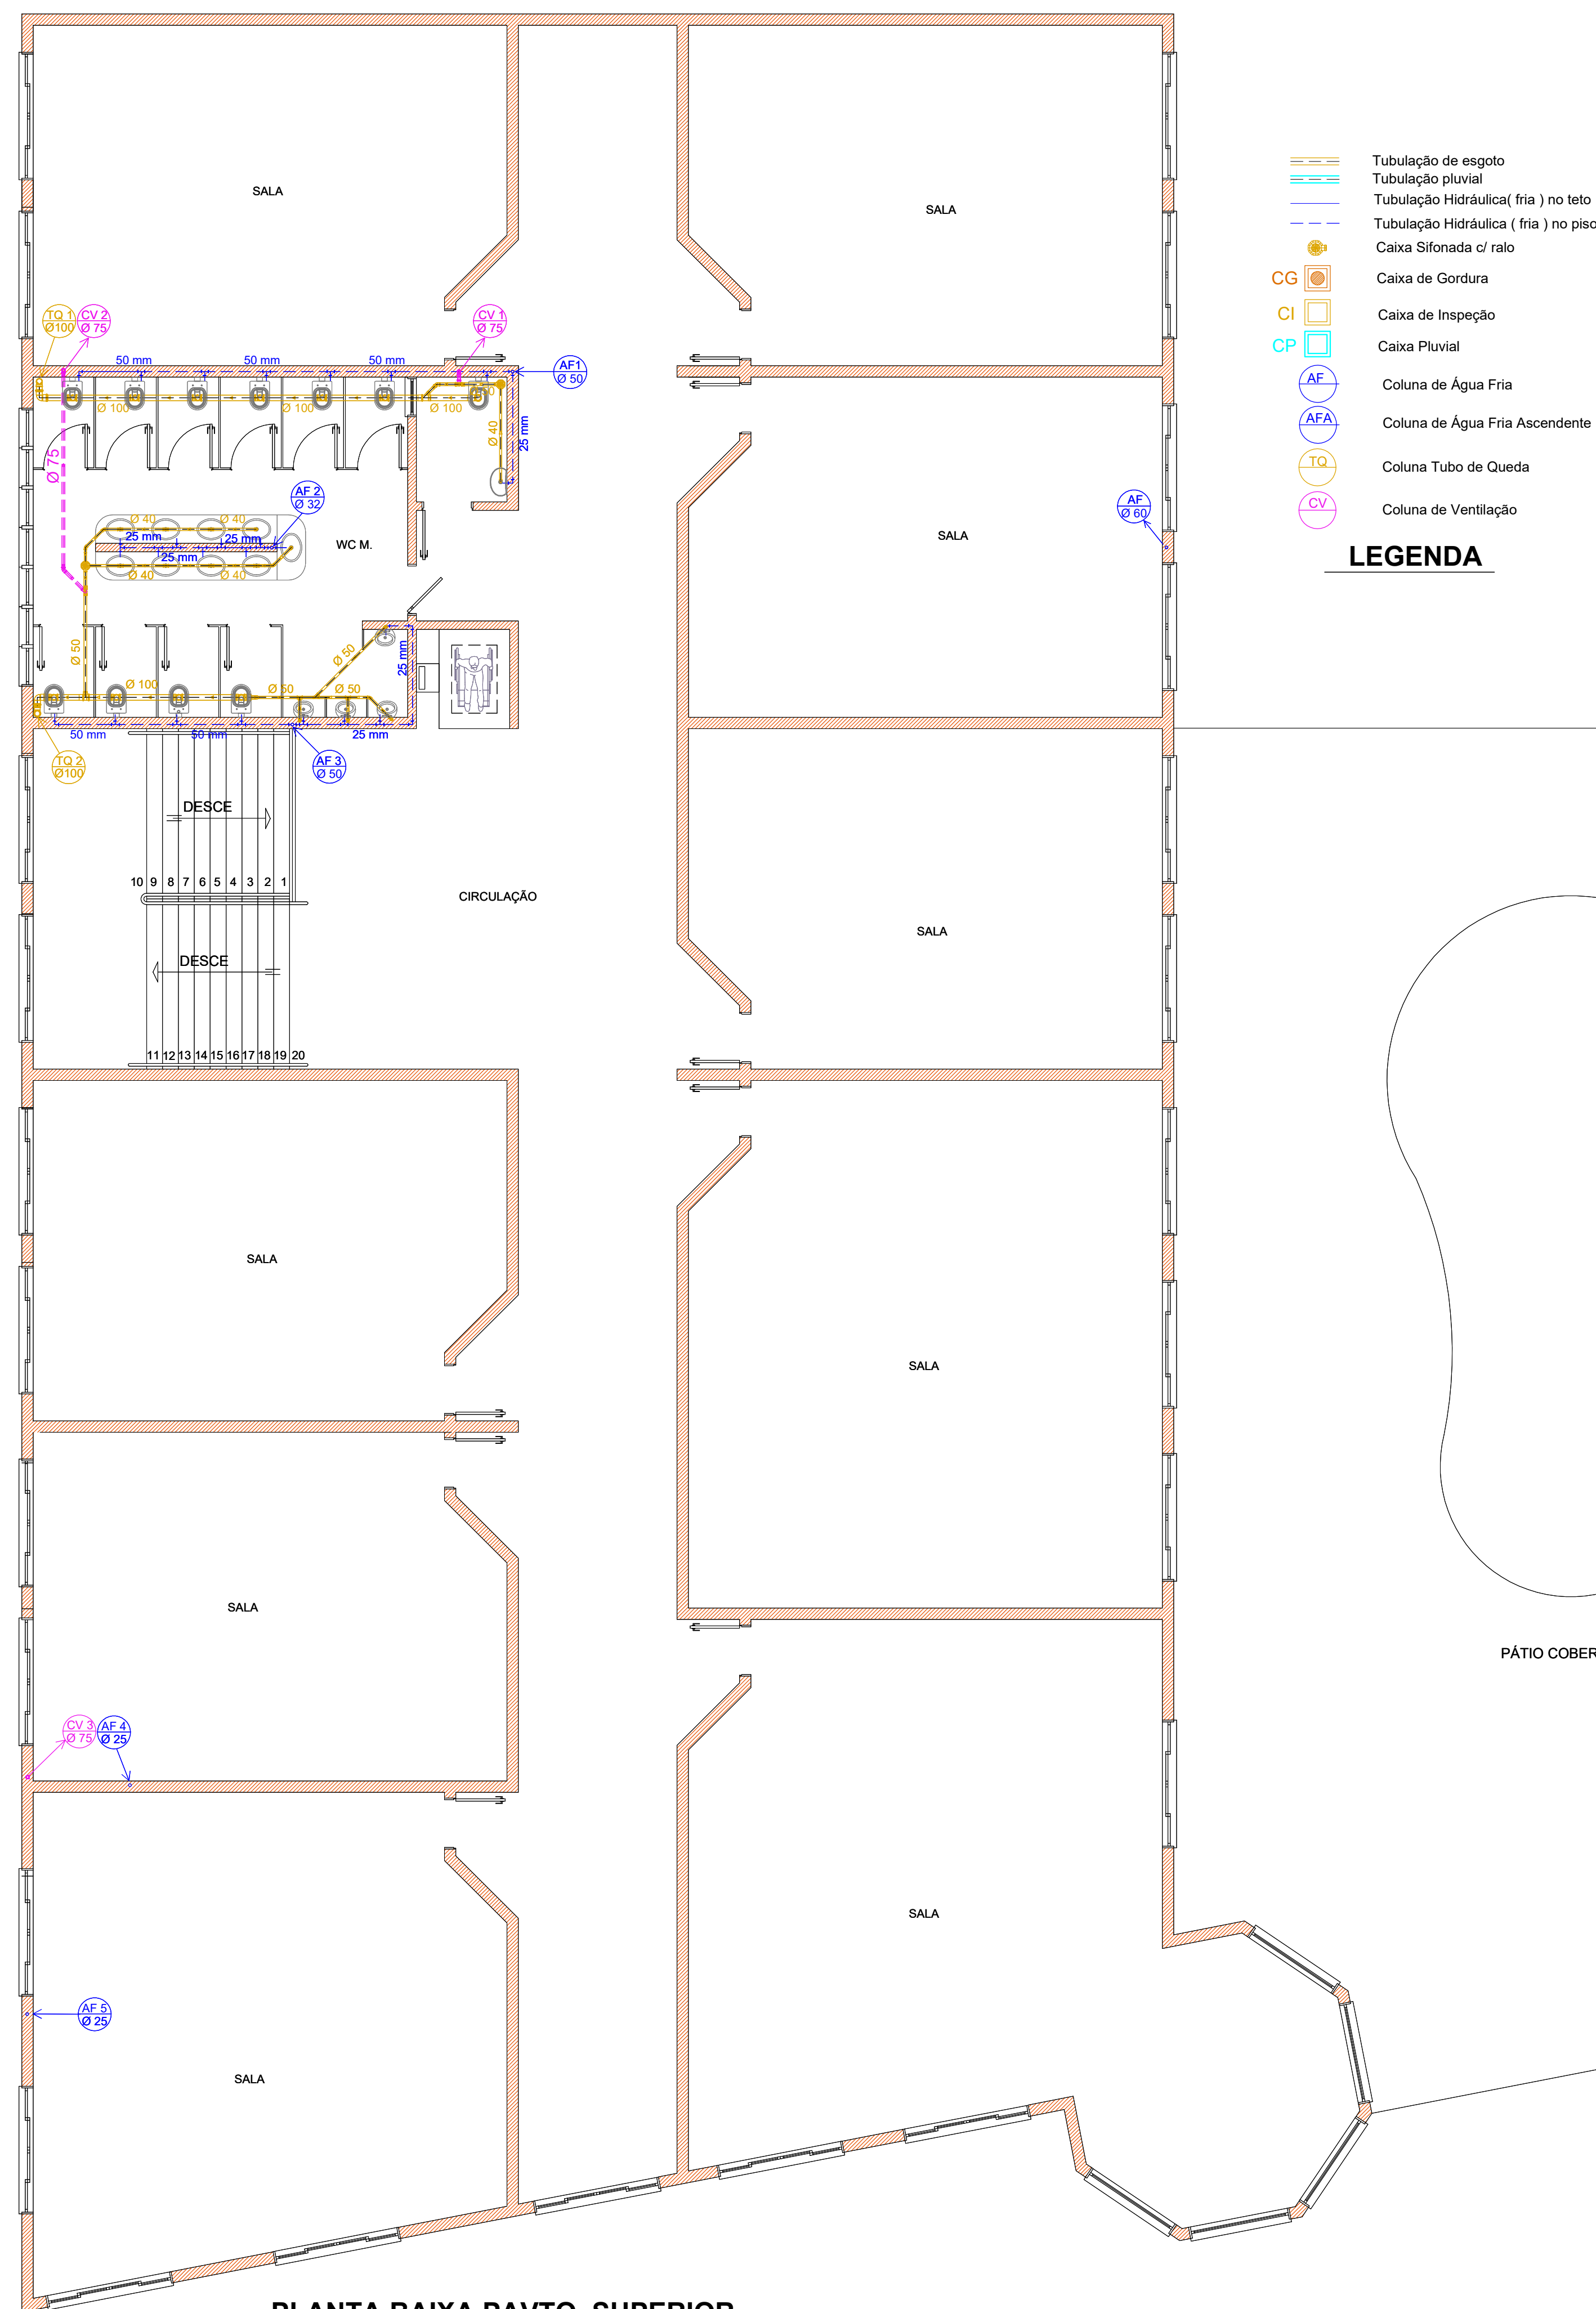 SALA
SALA
Tubulação de esgoto
Tubulação pluvial
Tubulação Hidráulica( fria ) no teto
Tubulação Hidráulica ( fria ) no piso
Caixa Sifonada c/ ralo
CG
Caixa de Gordura
CI
Caixa de Inspeção
CP
Caixa Pluvial
AF
Coluna de Água Fria
AFA
Coluna de Água Fria Ascendente
TQ
Coluna Tubo de Queda
CV
Coluna de Ventilação
LEGENDA
TQ 1
Ø100
CV 2
Ø 75
CV 1
Ø 75
50 mm
50 mm
50 mm
AF1
Ø 50
Ø 100
Ø 100
Ø 100
Ø 40
25 mm
Ø 75
AF 2
Ø 32
Ø 40
Ø 40
25 mm
25 mm
25 mm
Ø 40
Ø 40
WC M.
SALA
AF
Ø 60
Ø 50
Ø 50
25 mm
Ø 100
Ø 50
Ø 50
50 mm
50 mm
25 mm
TQ 2
Ø100
AF 3
Ø 50
DESCE
10 9 8 7 6 5 4 3 2 1
CIRCULAÇÃO
SALA
DESCE
11 12 13 14 15 16 17 18 19 20
SALA
SALA
SALA
PÁTIO COBER
CV 3
Ø 75
AF 4
Ø 25
SALA
AF 5
Ø 25
SALA
PLANTA BAIXA PAVTO. SUPERIOR